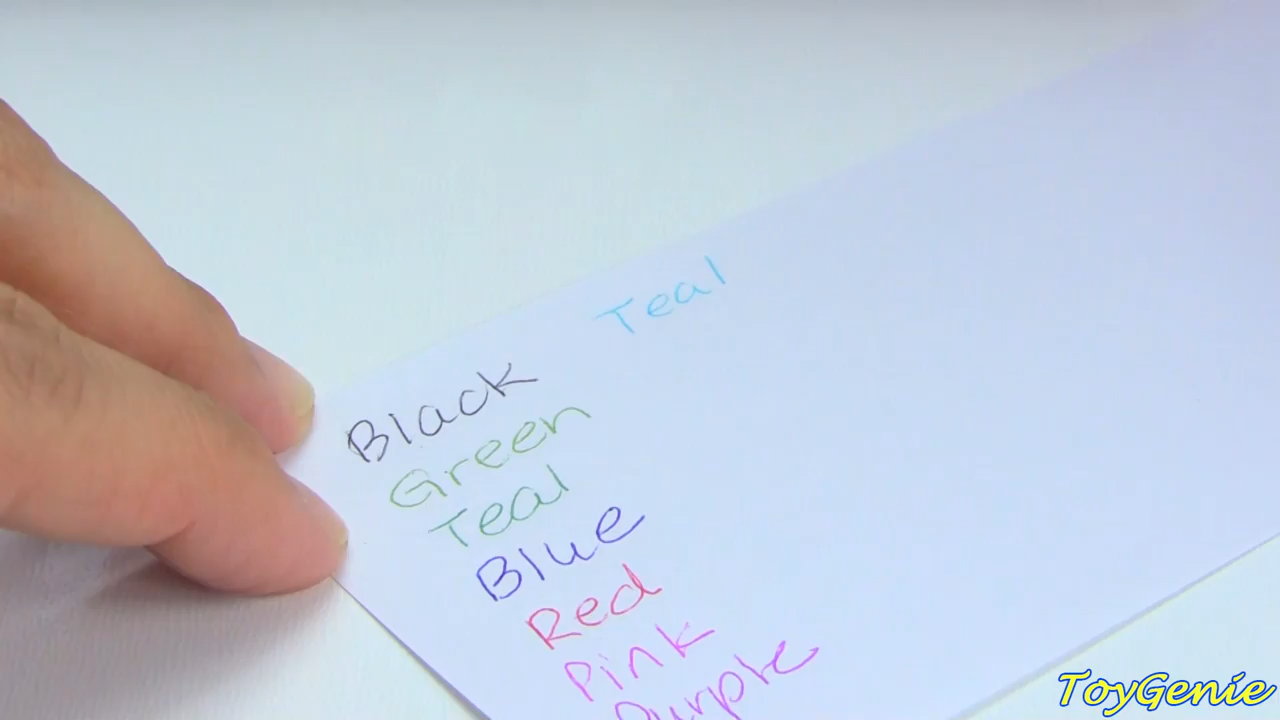 Teal
Black
Green
Teal
Blue
Red
Pink
Purple
ToyGenie